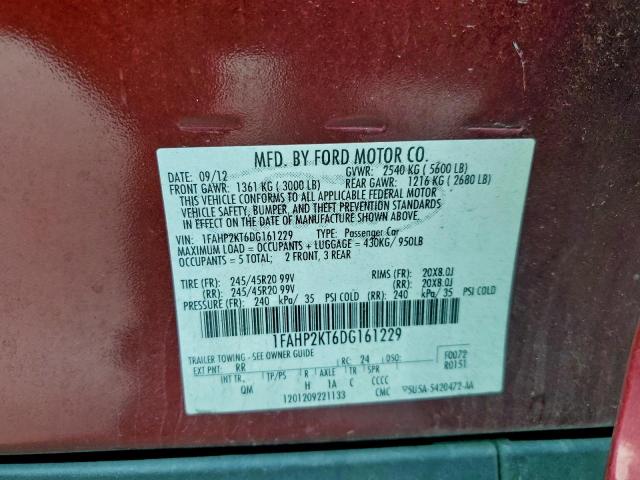 MFD. BY FORD MOTOR CO.
DATE: 09/12 GVWR: 2540 KG ( 5600 LB)
FRONT GAWR: 1361 KG ( 3000 LB) REAR GAWR: 1216 KG ( 2680 LB)
THIS VEHICLE CONFORMS TO ALL APPLICABLE FEDERAL MOTOR
VEHICLE SAFETY, BUMPER, AND THEFT PREVENTION STANDARDS
IN EFFECT ON THE DATE OF MANUFACTURE SHOWN ABOVE.
VIN: 1FAHP2KT6DG161229 TYPE: Passenger Car
MAXIMUM LOAD = OCCUPANTS + LUGGAGE = 430KG/ 950LB
OCCUPANTS = 5 TOTAL; 2 FRONT, 3 REAR
TIRE (FR): 245/45R20 99V RIMS (FR): 20X8.0J
(RR): 245/45R20 99V (RR): 20X8.0J
PRESSURE (FR): 240 kPa/ 35 PSI COLD (RR): 240 kPa/ 35 PSI COLD
1FAHP2KT6DG161229
TRAILER TOWING - SEE OWNER GUIDE
EXT PNT: RR RC: 24 DSO: F0072
R0151
INT TR. TP/PS R AXLE TR SPR
QM H 1A C CCCC
1201209221133 CMC 5U5A-5420472-AA